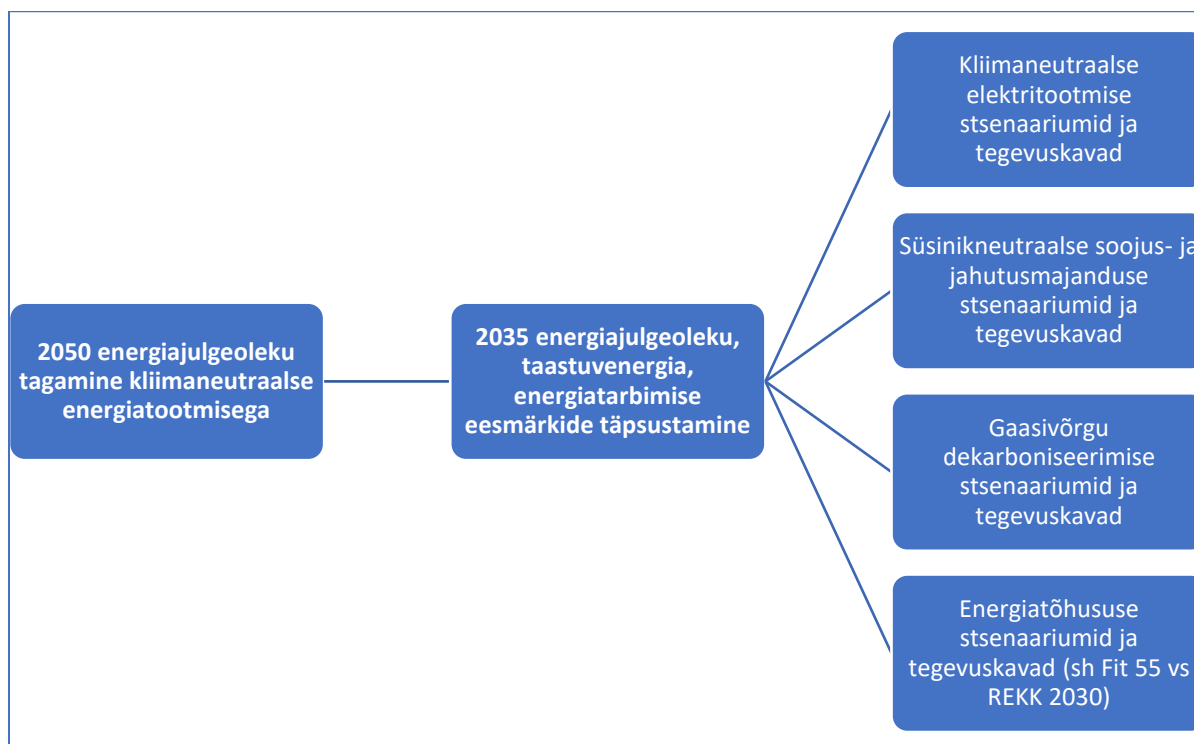 2050 energiajulgeoleku
tagamine kliimaneutraalse
energiatootmisega
2035 energiajulgeoleku,
taastuvenergia,
energiatarbimise
eesmärkide täpsustamine
Kliimaneutraalse
elektritootmise
stsenaariumid ja
tegevuskavad
Süsinikneutraalse soojus- ja
jahutusmajanduse
stsenaariumid ja
tegevuskavad
Gaasivõrgu
dekarboniseerimise
stsenaariumid ja
tegevuskavad
Energiatõhususe
stsenaariumid ja
tegevuskavad (sh Fit 55 vs
REKK 2030)